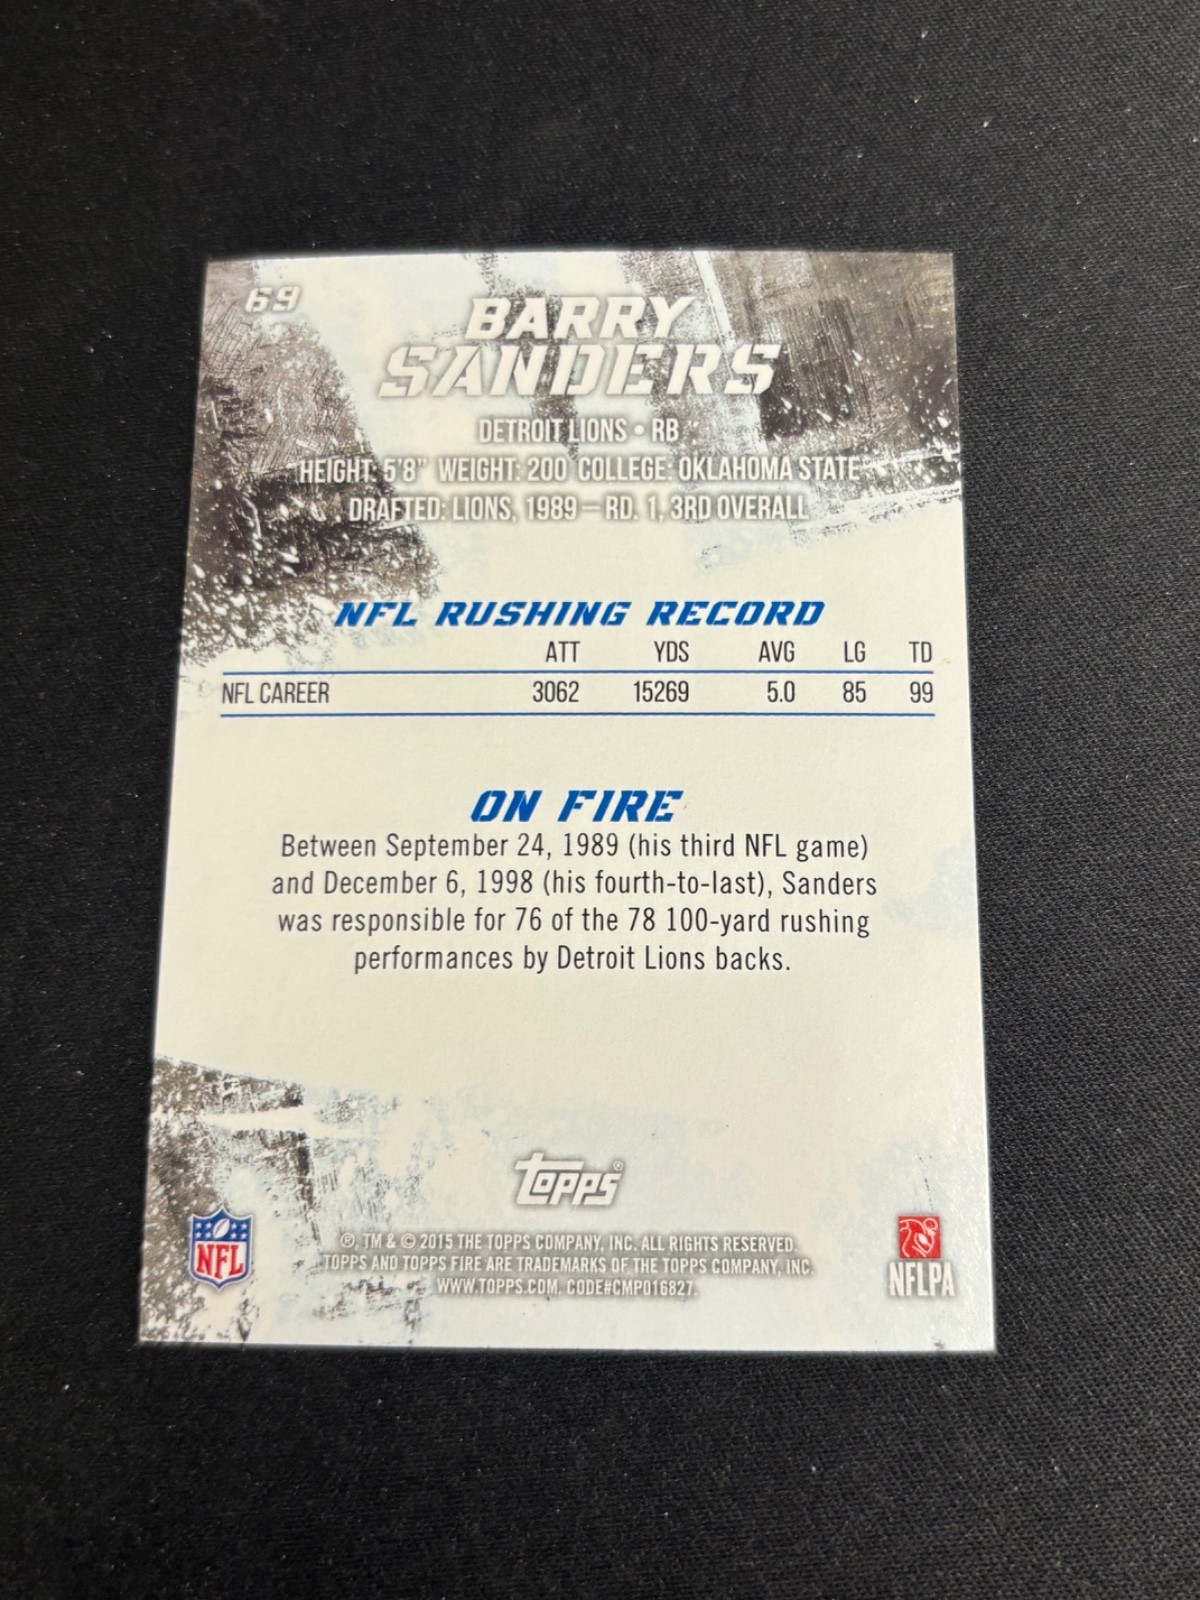 69
BARRY
SANDERS
DETROIT LIONS • RB
HEIGHT: 5'8" WEIGHT: 200 COLLEGE: OKLAHOMA STATE
DRAFTED: LIONS, 1989 – RD. 1, 3RD OVERALL
NFL RUSHING RECORD
ATT YDS AVG LG TD
NFL CAREER 3062 15269 5.0 85 99
ON FIRE
Between September 24, 1989 (his third NFL game)
and December 6, 1998 (his fourth-to-last), Sanders
was responsible for 76 of the 78 100-yard rushing
performances by Detroit Lions backs.
topps®
®, TM & © 2015 THE TOPPS COMPANY, INC. ALL RIGHTS RESERVED.
TOPPS AND TOPPS FIRE ARE TRADEMARKS OF THE TOPPS COMPANY, INC.
WWW.TOPPS.COM. CODE#CMP016827.
NFL
NFLPA